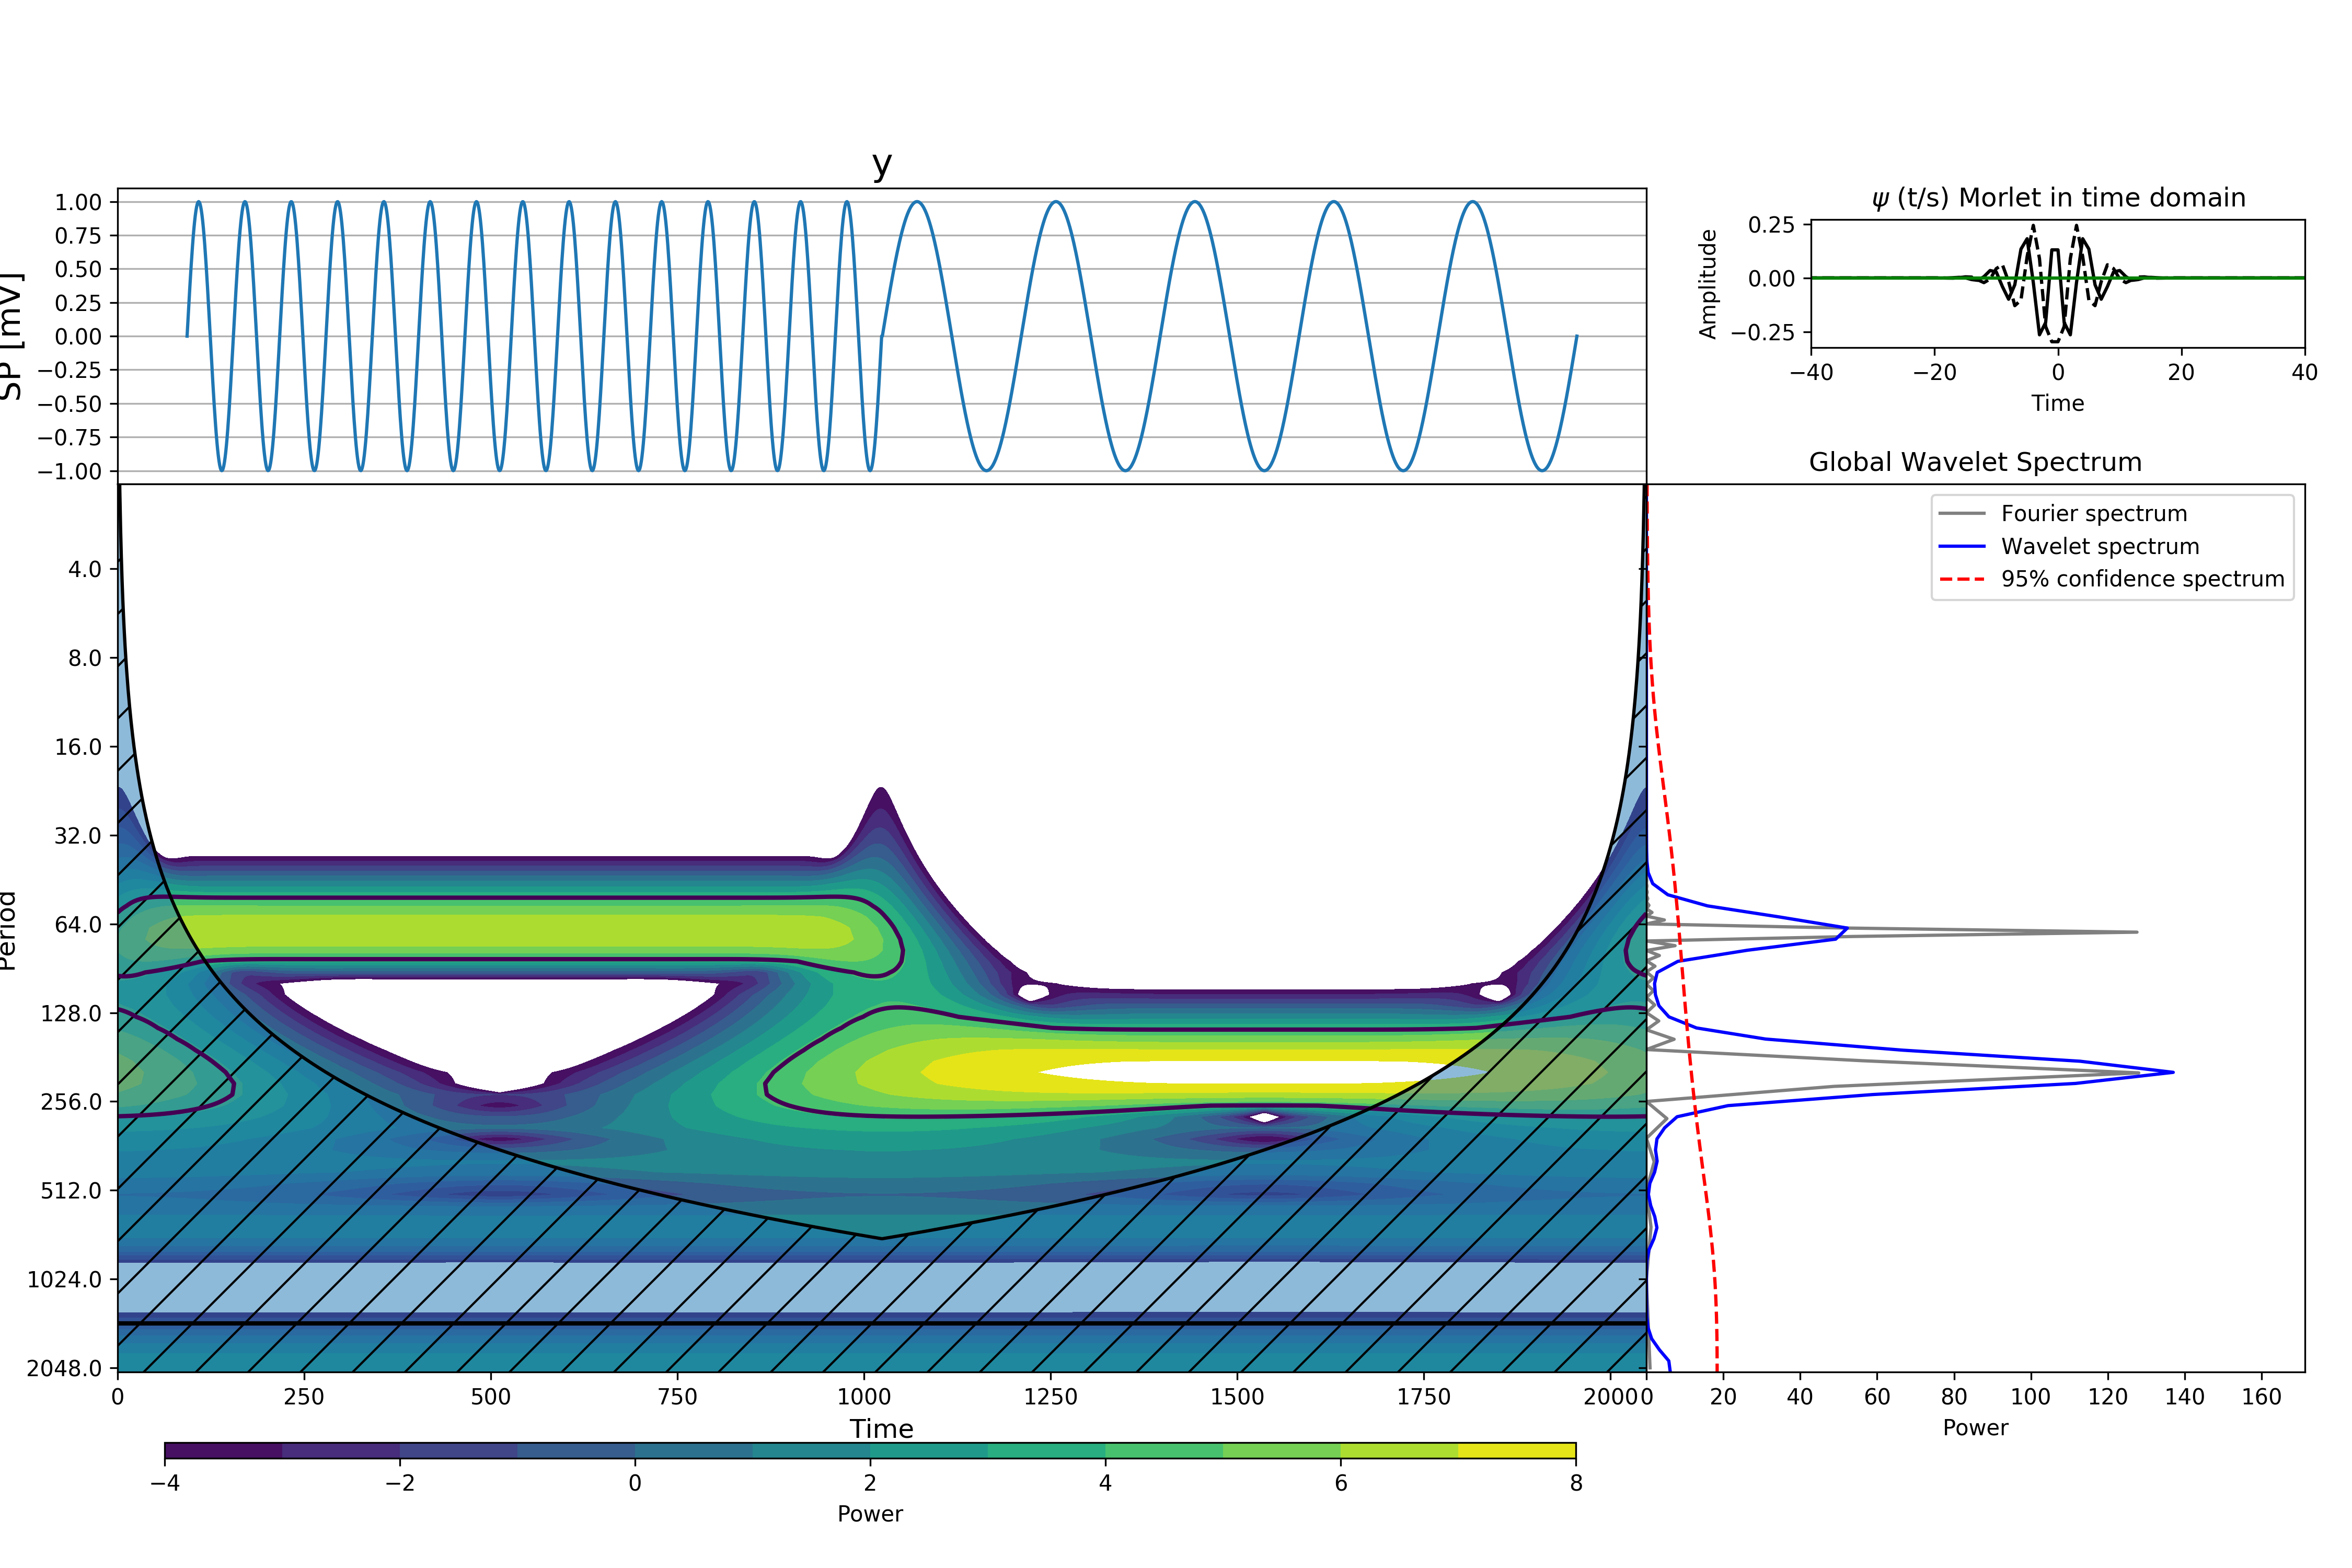 y
SP [mV]
1.00
0.75
0.50
0.25
0.00
−0.25
−0.50
−0.75
−1.00
ψ (t/s) Morlet in time domain
Amplitude
0.25
0.00
−0.25
−40 −20 0 20 40
Time
Global Wavelet Spectrum
Fourier spectrum
Wavelet spectrum
95% confidence spectrum
Period
4.0
8.0
16.0
32.0
64.0
128.0
256.0
512.0
1024.0
2048.0
0 250 500 750 1000 1250 1500 1750 2000
Time
0 20 40 60 80 100 120 140 160
Power
−4 −2 0 2 4 6 8
Power